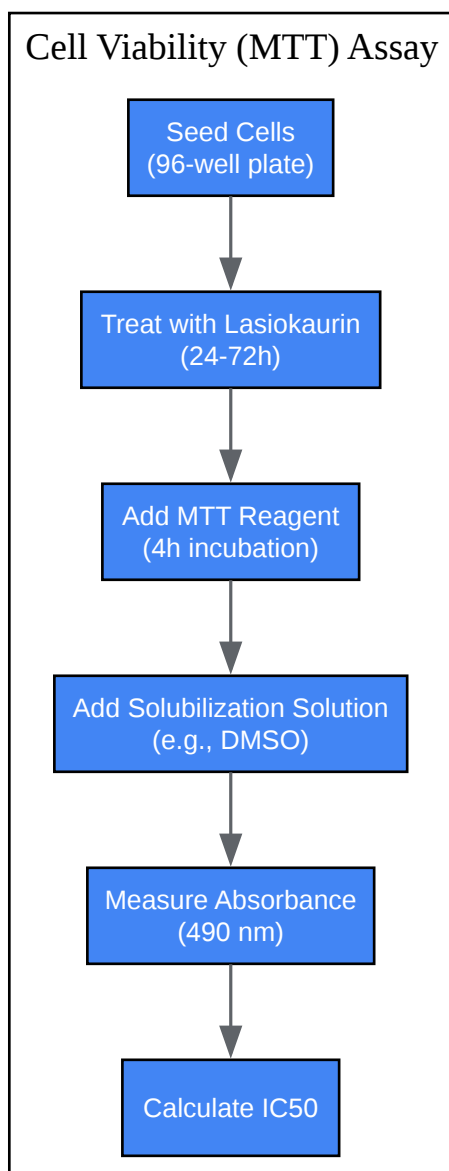 Cell Viability (MTT) Assay
Seed Cells
(96-well plate)
Treat with Lasiokaurin
(24-72h)
Add MTT Reagent
(4h incubation)
Add Solubilization Solution
(e.g., DMSO)
Measure Absorbance
(490 nm)
Calculate IC50